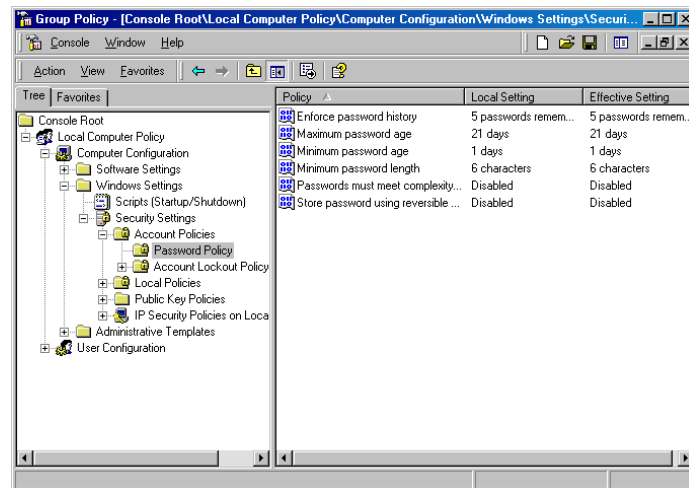 Group Policy - [Console Root\Local Computer Policy\Computer Configuration\Windows Settings\Securi...
Console Window Help
Action View Favorites
Tree Favorites
Console Root
Local Computer Policy
Computer Configuration
Software Settings
Windows Settings
Scripts (Startup/Shutdown)
Security Settings
Account Policies
Password Policy
Account Lockout Policy
Local Policies
Public Key Policies
IP Security Policies on Loca
Administrative Templates
User Configuration
Policy Local Setting Effective Setting
Enforce password history 5 passwords remem... 5 passwords remem...
Maximum password age 21 days 21 days
Minimum password age 1 days 1 days
Minimum password length 6 characters 6 characters
Passwords must meet complexity... Disabled Disabled
Store password using reversible ... Disabled Disabled